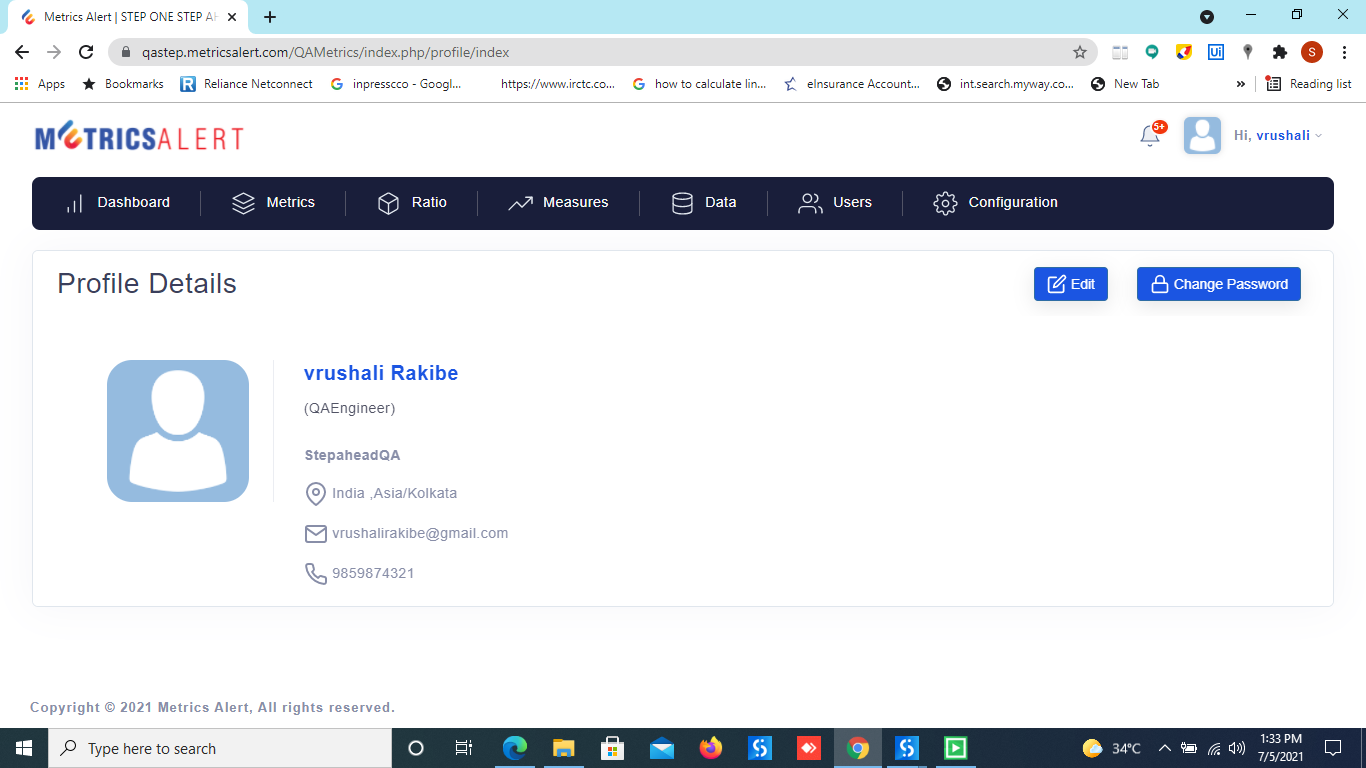 Metrics Alert | STEP ONE STEP AH
qastep.metricsalert.com/QAMetrics/index.php/profile/index
Ui
S
Apps
Bookmarks
R
Reliance Netconnect
G
inpresscco - Googl...
https://www.irctc.co...
G
how to calculate lin...
eInsurance Account...
int.search.myway.co...
New Tab
»
Reading list
METRICSALERT
5+
Hi, vrushali
Dashboard
Metrics
Ratio
Measures
Data
Users
Configuration
Profile Details
Edit
Change Password
vrushali Rakibe
(QAEngineer)
StepaheadQA
India ,Asia/Kolkata
vrushalirakibe@gmail.com
9859874321
Copyright © 2021 Metrics Alert, All rights reserved.
Type here to search
34°C
1:33 PM
7/5/2021